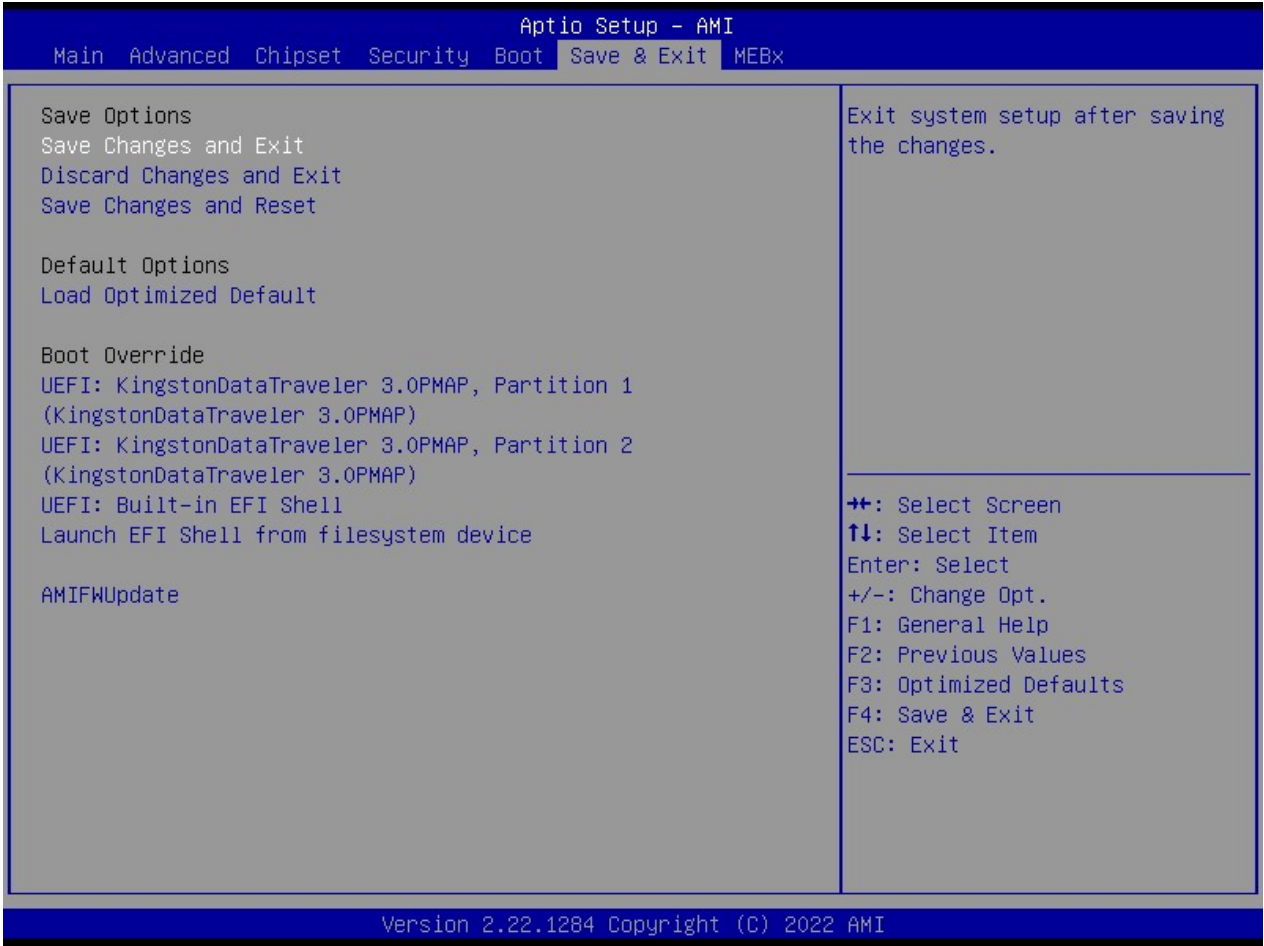 Aptio Setup – AMI
Main Advanced Chipset Security Boot Save & Exit MEBx
Save Options
Save Changes and Exit
Discard Changes and Exit
Save Changes and Reset
Default Options
Load Optimized Default
Boot Override
UEFI: KingstonDataTraveler 3.0PMAP, Partition 1
(KingstonDataTraveler 3.0PMAP)
UEFI: KingstonDataTraveler 3.0PMAP, Partition 2
(KingstonDataTraveler 3.0PMAP)
UEFI: Built-in EFI Shell
Launch EFI Shell from filesystem device
AMIFWUpdate
Exit system setup after saving
the changes.
→←: Select Screen
↑↓: Select Item
Enter: Select
+/-: Change Opt.
F1: General Help
F2: Previous Values
F3: Optimized Defaults
F4: Save & Exit
ESC: Exit
Version 2.22.1284 Copyright (C) 2022 AMI